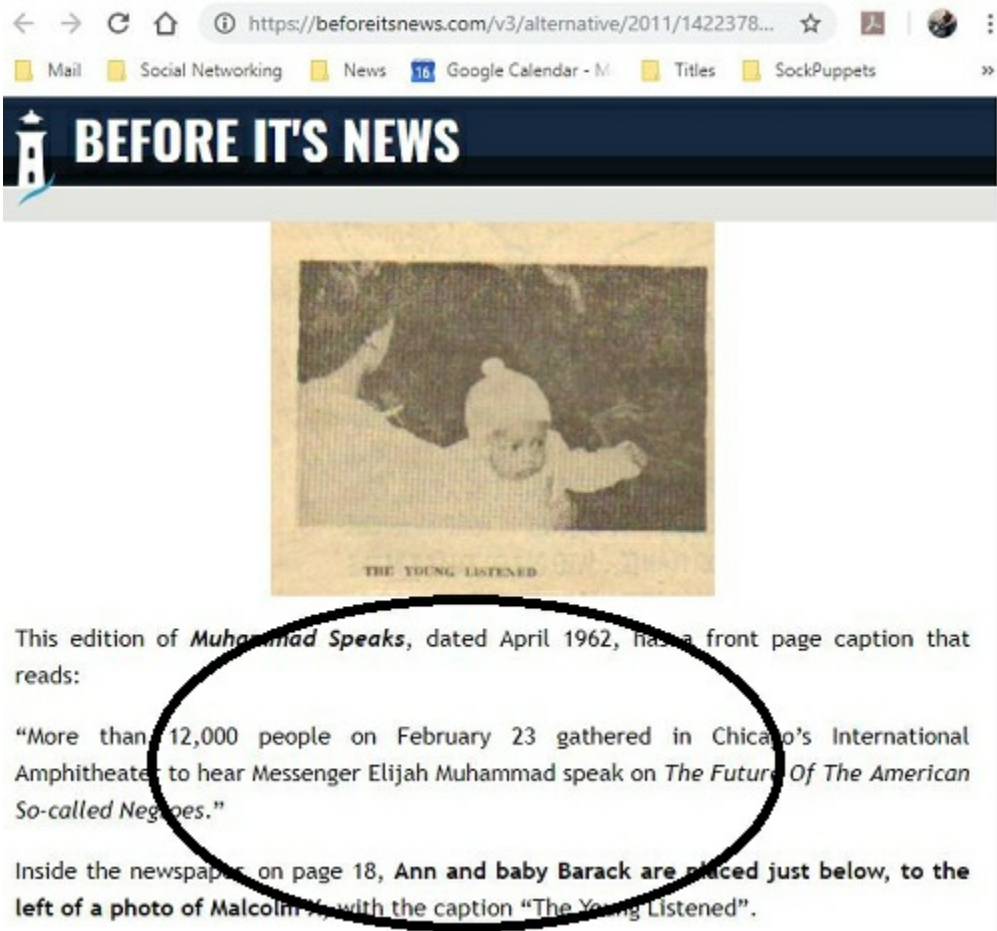 https://beforeitsnews.com/v3/alternative/2011/1422378...
Mail Social Networking News 16 Google Calendar - M Titles SockPuppets »
BEFORE IT'S NEWS
THE YOUNG LISTENED
This edition of Muhammad Speaks, dated April 1962, has a front page caption that
reads:
“More than 12,000 people on February 23 gathered in Chicago’s International
Amphitheater to hear Messenger Elijah Muhammad speak on The Future Of The American
So-called Negroes.”
Inside the newspaper, on page 18, Ann and baby Barack are placed just below, to the
left of a photo of Malcolm X, with the caption “The Young Listened”.